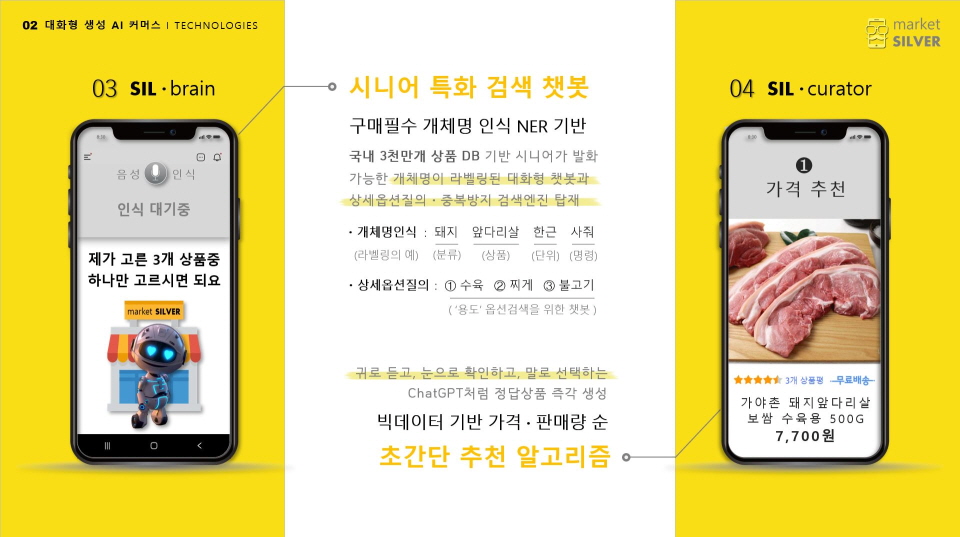 02 대화형 생성 AI 커머스 | TECHNOLOGIES
market
SILVER
03 SIL·brain
음성 인식
인식 대기중
제가 고른 3개 상품중
하나만 고르시면 되요
market SILVER
시니어 특화 검색 챗봇
구매필수 개체명 인식 NER 기반
국내 3천만개 상품 DB 기반 시니어가 발화
가능한 개체명이 라벨링된 대화형 챗봇과
상세옵션질의·중복방지 검색엔진 탑재
• 개체명인식 : 돼지 앞다리살 한근 사줘
(라벨링의 예) (분류) (상품) (단위) (명령)
• 상세옵션질의 : ① 수육 ② 찌게 ③ 불고기
( '용도' 옵션검색을 위한 챗봇 )
귀로 듣고, 눈으로 확인하고, 말로 선택하는
ChatGPT처럼 정답상품 즉각 생성
빅데이터 기반 가격·판매량 순
초간단 추천 알고리즘
04 SIL·curator
❶
가격 추천
3개 상품평 무료배송
가야촌 돼지앞다리살
보쌈 수육용 500G
7,700원